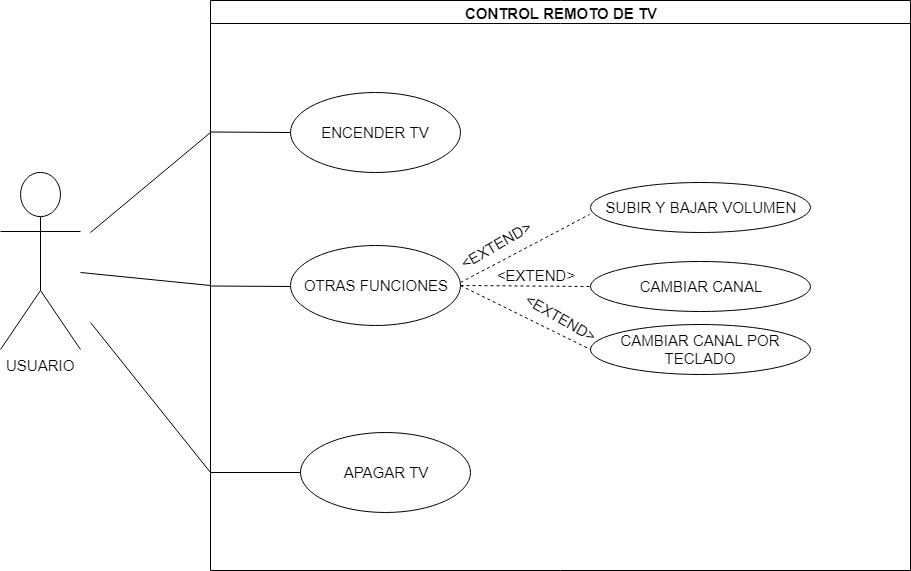 CONTROL REMOTO DE TV
ENCENDER TV
SUBIR Y BAJAR VOLUMEN
<EXTEND>
<EXTEND>
OTRAS FUNCIONES
CAMBIAR CANAL
<EXTEND>
CAMBIAR CANAL POR
TECLADO
USUARIO
APAGAR TV